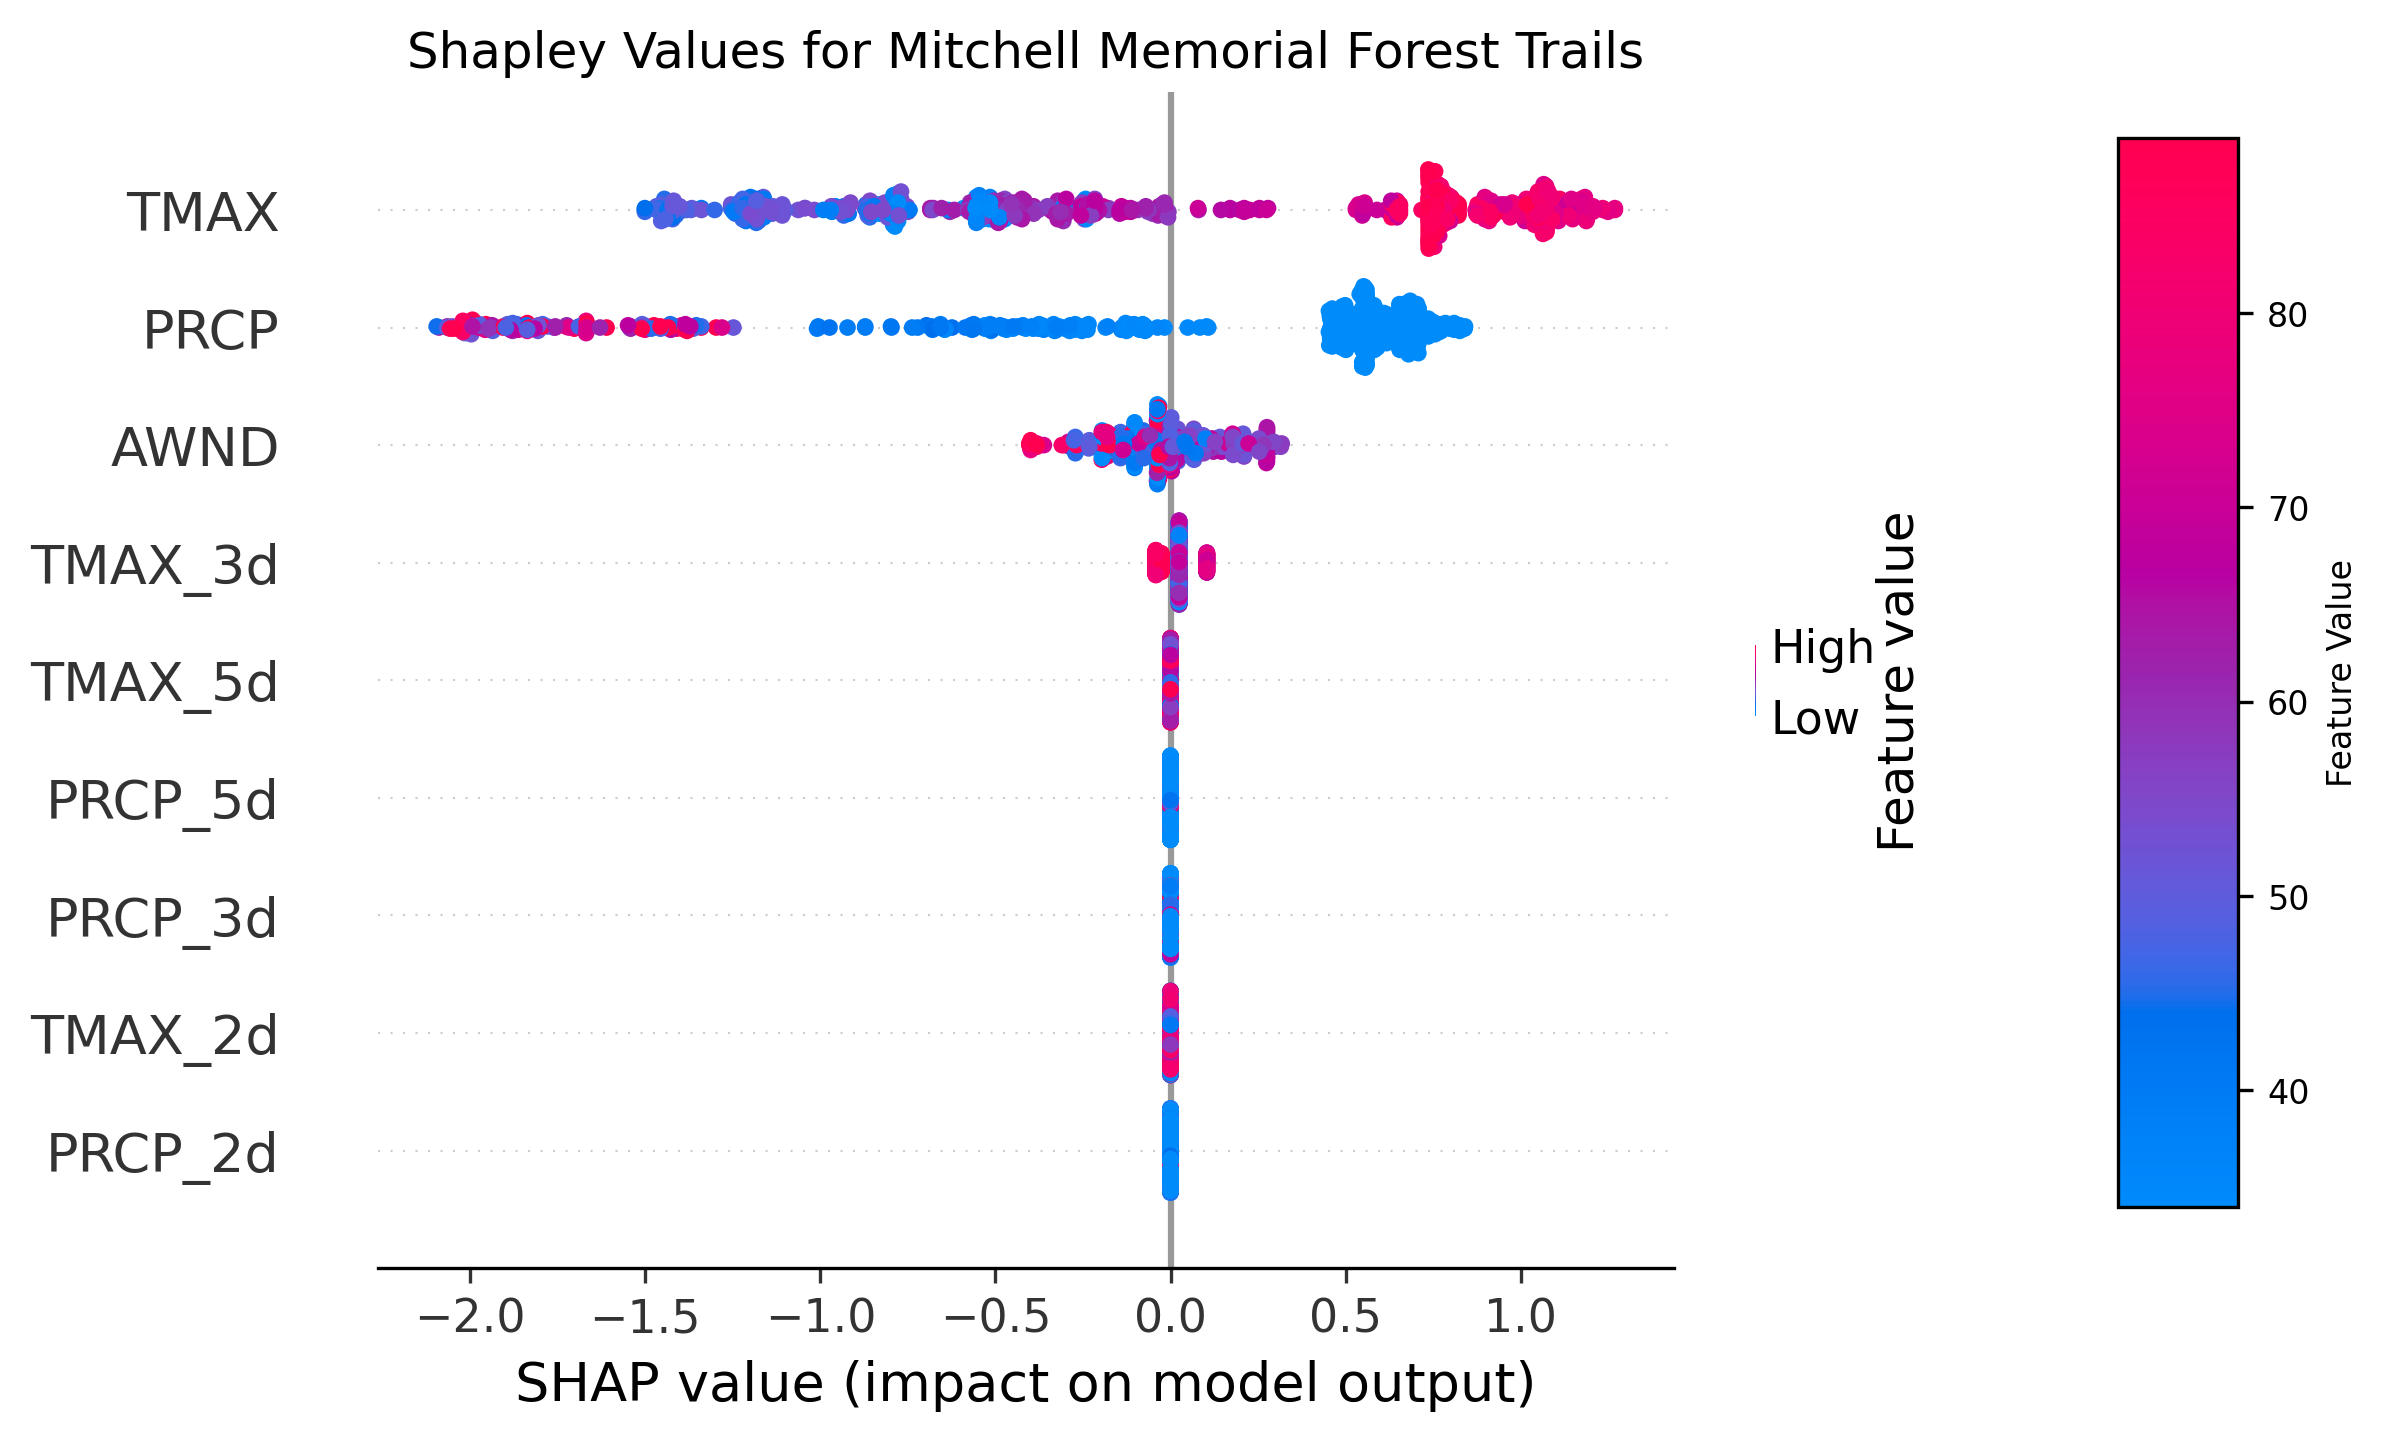 Shapley Values for Mitchell Memorial Forest Trails
TMAX
PRCP
AWND
TMAX_3d
TMAX_5d
PRCP_5d
PRCP_3d
TMAX_2d
PRCP_2d
−2.0 −1.5 −1.0 −0.5 0.0 0.5 1.0
SHAP value (impact on model output)
High
Low
Feature value
80
70
60
50
40
Feature Value